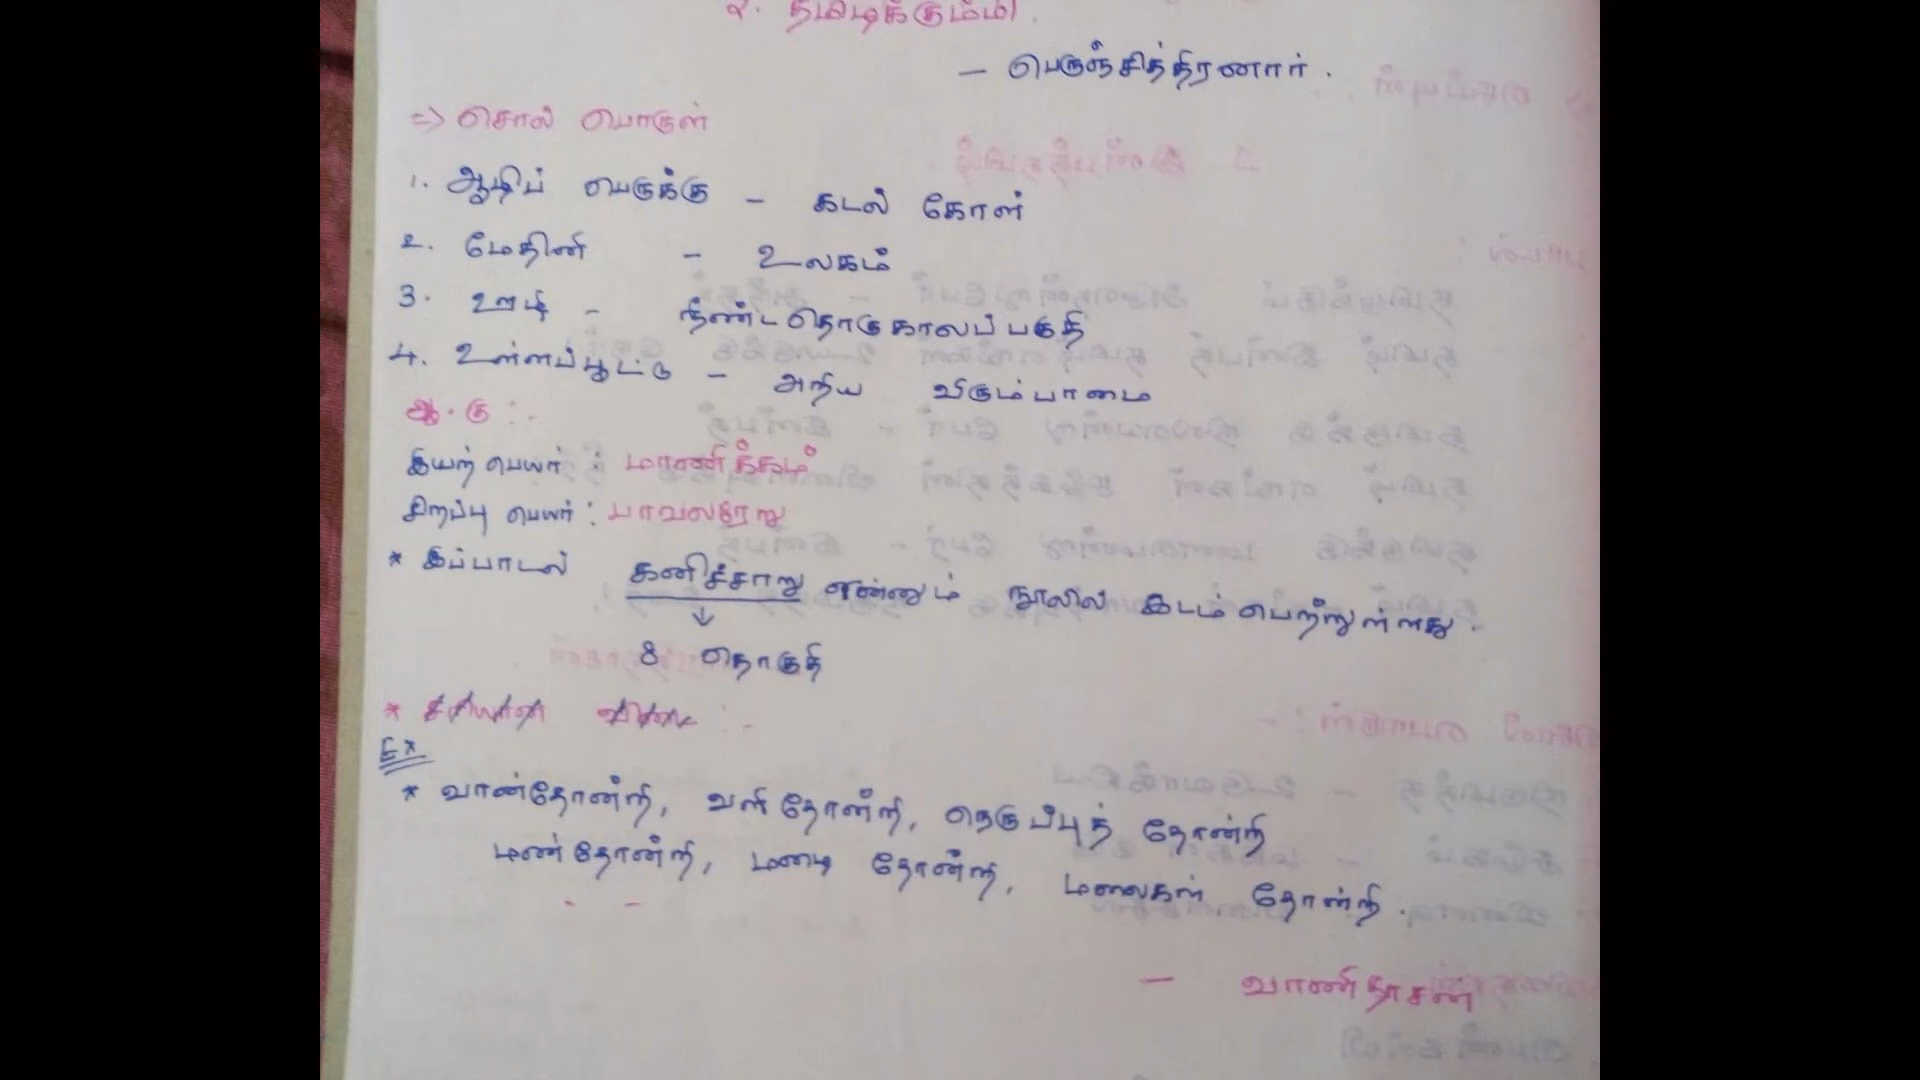 2. தமிழ்க்கும்மி.
- பெருஞ்சித்திரனார்.
=> சொல் பொருள்
1. ஆழிப் பெருக்கு - கடல் கோள்
2. மேதினி - உலகம்
3. ஊழி - நீண்டதொருகாலப்பகுதி
4. உள்ளப்பூட்டு - அறிய விரும்பாமை
ஆ.கு :-
இயற்பெயர் : மாணிக்கம்
சிறப்பு பெயர் : பாவலரேறு
* இப்பாடல் கனிச்சாறு என்னும் நூலில் இடம்பெற்றுள்ளது.
↓
8 தொகுதி
* சரியான விடை :-
Ex
* வான்தோன்றி, வளி தோன்றி, நெருப்புத் தோன்றி
மண்தோன்றி, மழை தோன்றி, மலைகள் தோன்றி.
- வாணிதாசன்